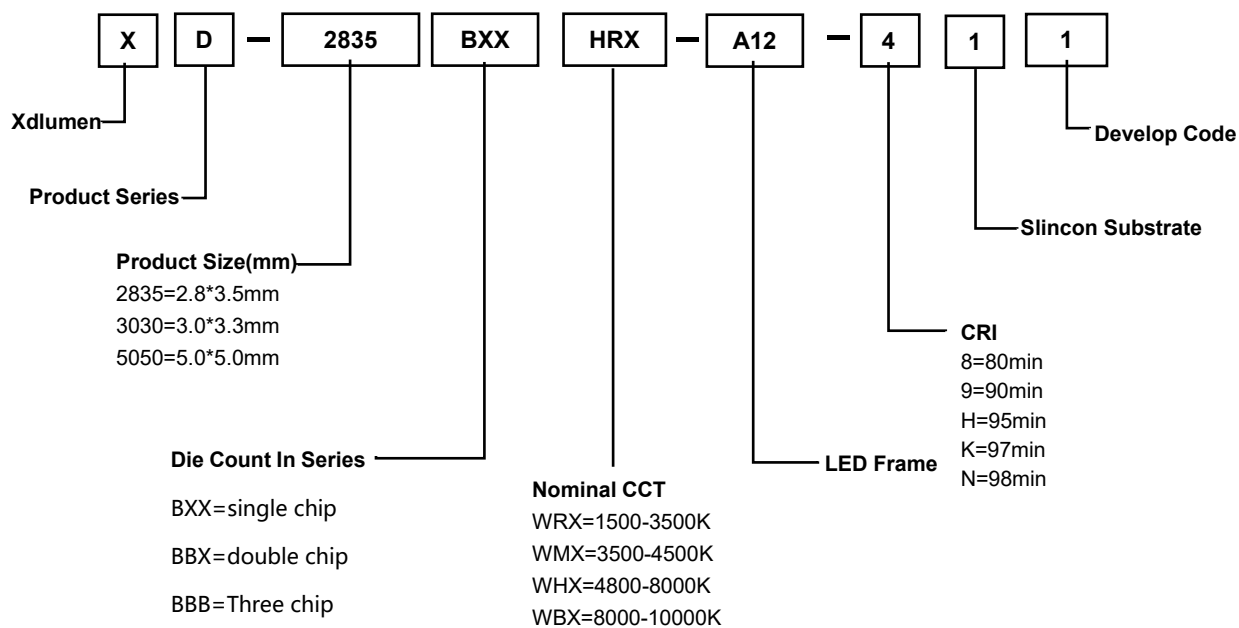 X D – 2835 BXX HRX – A12 – 4 1 1
Xdlumen
Develop Code
Product Series
Slincon Substrate
Product Size(mm)
2835=2.8*3.5mm
3030=3.0*3.3mm
5050=5.0*5.0mm
CRI
8=80min
9=90min
H=95min
K=97min
N=98min
Die Count In Series
BXX=single chip
BBX=double chip
BBB=Three chip
LED Frame
Nominal CCT
WRX=1500-3500K
WMX=3500-4500K
WHX=4800-8000K
WBX=8000-10000K